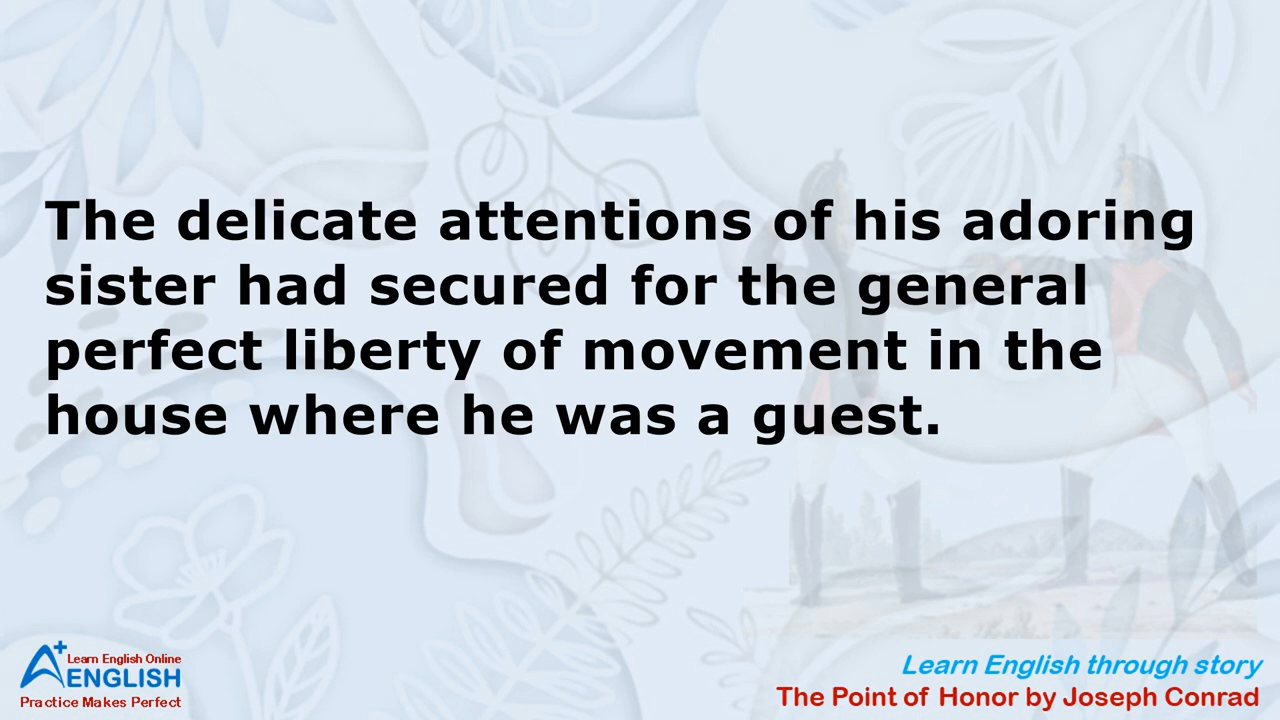 The delicate attentions of his adoring
sister had secured for the general
perfect liberty of movement in the
house where he was a guest.
A+ Learn English Online
ENGLISH
Practice Makes Perfect
Learn English through story
The Point of Honor by Joseph Conrad